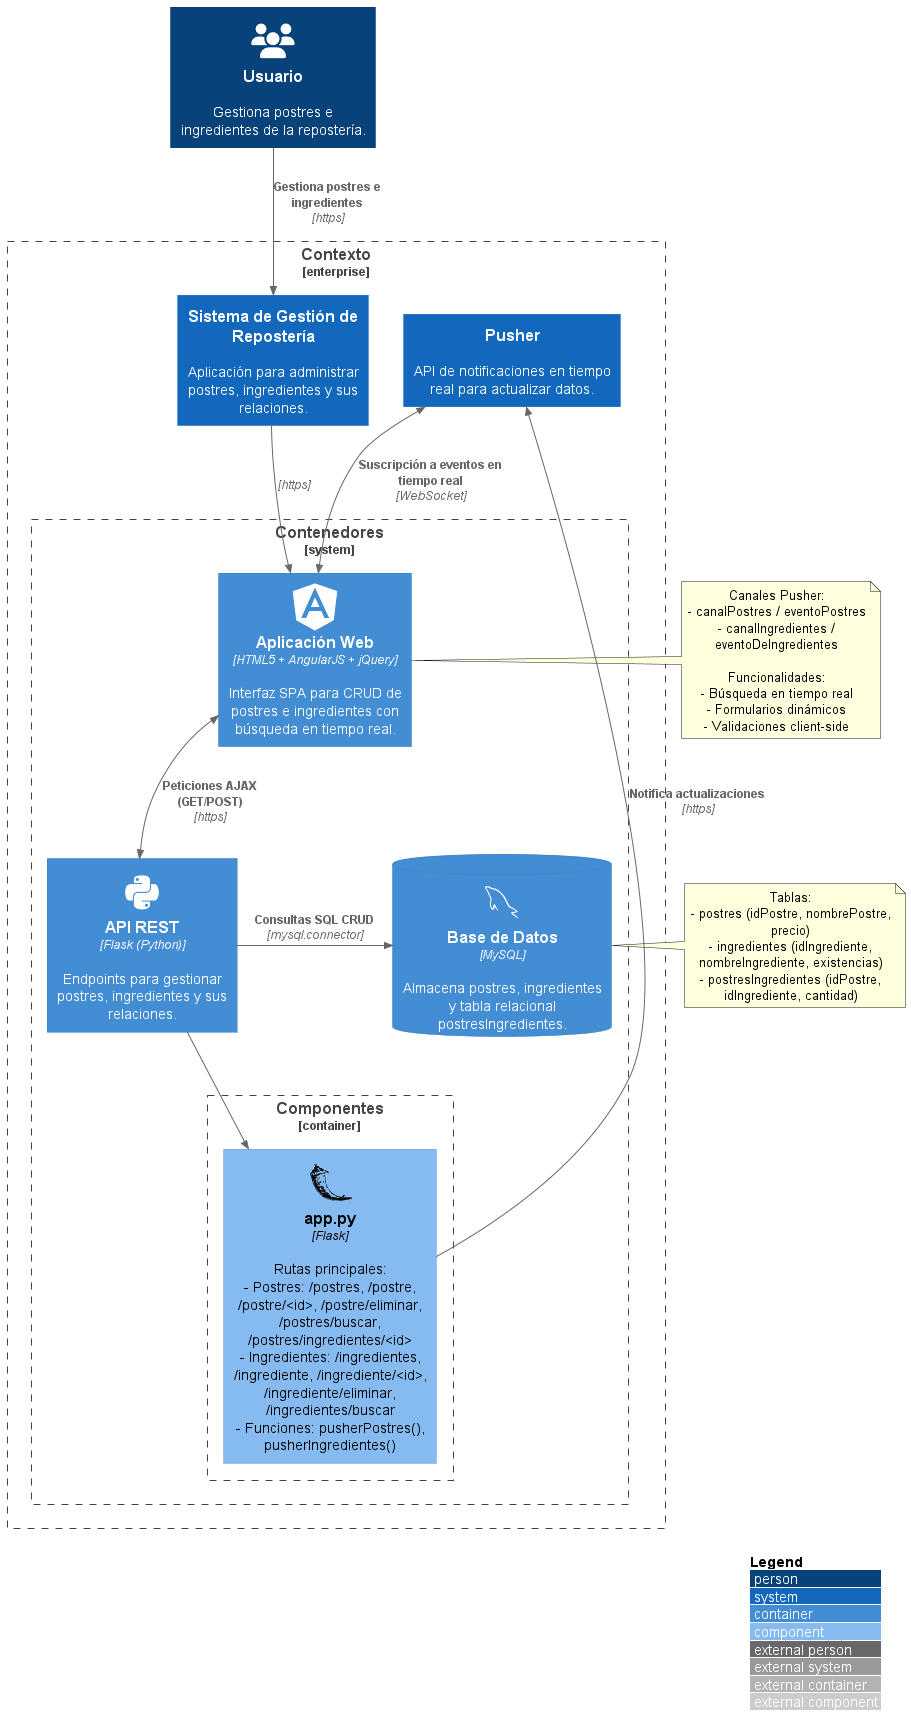 Usuario
Gestiona postres e
ingredientes de la repostería.
Gestiona postres e
ingredientes
[https]
Contexto
[enterprise]
Sistema de Gestión de
Repostería
Aplicación para administrar
postres, ingredientes y sus
relaciones.
Pusher
API de notificaciones en tiempo
real para actualizar datos.
[https]
Suscripción a eventos en
tiempo real
[WebSocket]
Contenedores
[system]
Aplicación Web
[HTML5 + AngularJS + jQuery]
Interfaz SPA para CRUD de
postres e ingredientes con
búsqueda en tiempo real.
Canales Pusher:
- canalPostres / eventoPostres
- canalIngredientes /
eventoDeIngredientes
Funcionalidades:
- Búsqueda en tiempo real
- Formularios dinámicos
- Validaciones client-side
Peticiones AJAX
(GET/POST)
[https]
Notifica actualizaciones
[https]
API REST
[Flask (Python)]
Endpoints para gestionar
postres, ingredientes y sus
relaciones.
Consultas SQL CRUD
[mysql.connector]
Base de Datos
[MySQL]
Almacena postres, ingredientes
y tabla relacional
postresIngredientes.
Tablas:
- postres (idPostre, nombrePostre,
precio)
- ingredientes (idIngrediente,
nombreIngrediente, existencias)
- postresIngredientes (idPostre,
idIngrediente, cantidad)
Componentes
[container]
app.py
[Flask]
Rutas principales:
- Postres: /postres, /postre,
/postre/<id>, /postre/eliminar,
/postres/buscar,
/postres/ingredientes/<id>
- Ingredientes: /ingredientes,
/ingrediente, /ingrediente/<id>,
/ingrediente/eliminar,
/ingredientes/buscar
- Funciones: pusherPostres(),
pusherIngredientes()
Legend
person
system
container
component
external person
external system
external container
external component